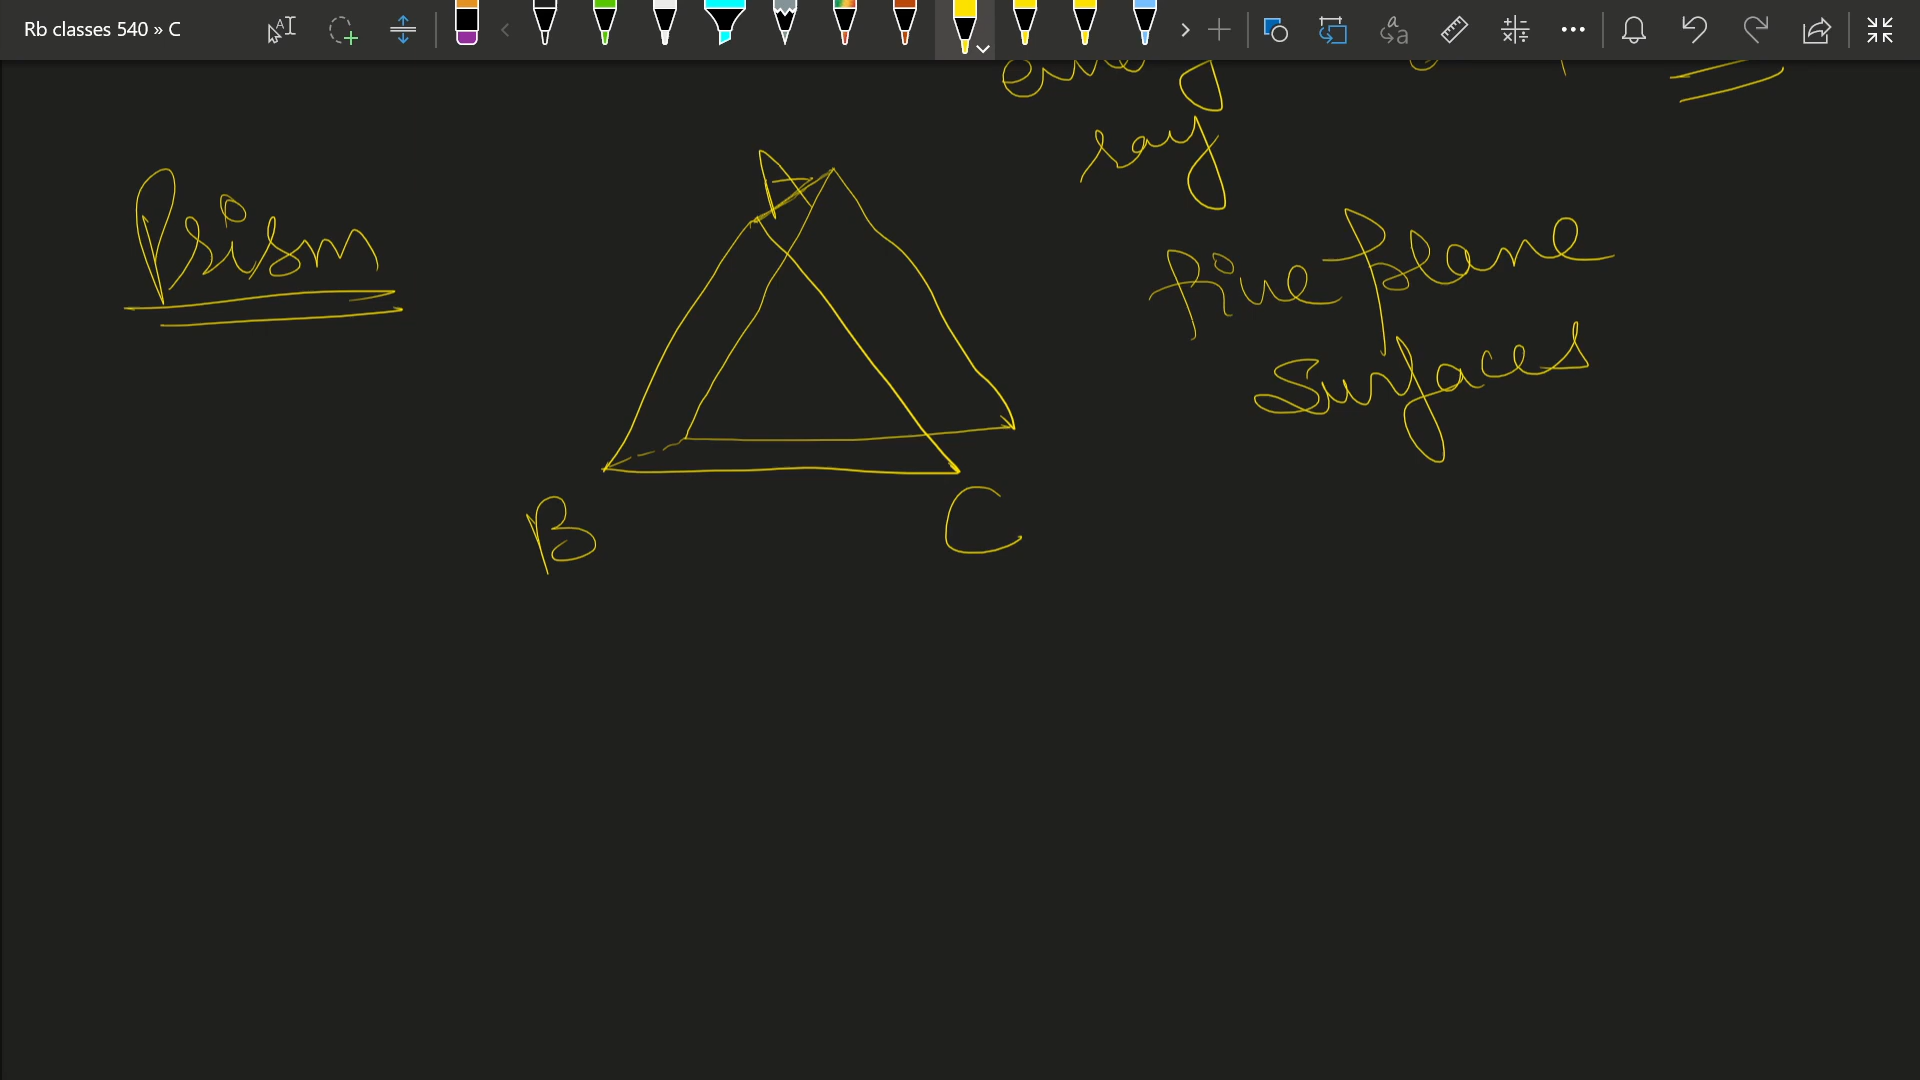 Rb classes 540 » C
ray
Prism
A
five plane
Surfaces
B
C